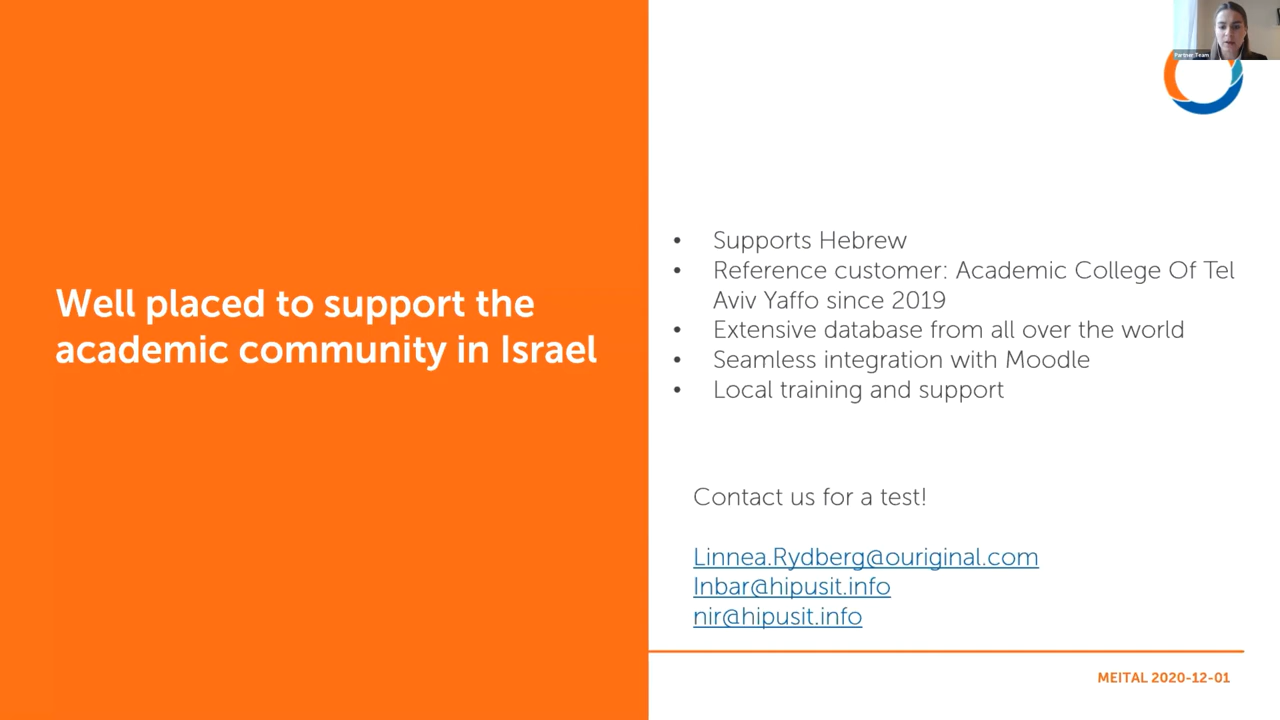 Partner Team
Well placed to support the
academic community in Israel
• Supports Hebrew
• Reference customer: Academic College Of Tel
Aviv Yaffo since 2019
• Extensive database from all over the world
• Seamless integration with Moodle
• Local training and support
Contact us for a test!
Linnea.Rydberg@ouriginal.com
Inbar@hipusit.info
nir@hipusit.info
MEITAL 2020-12-01